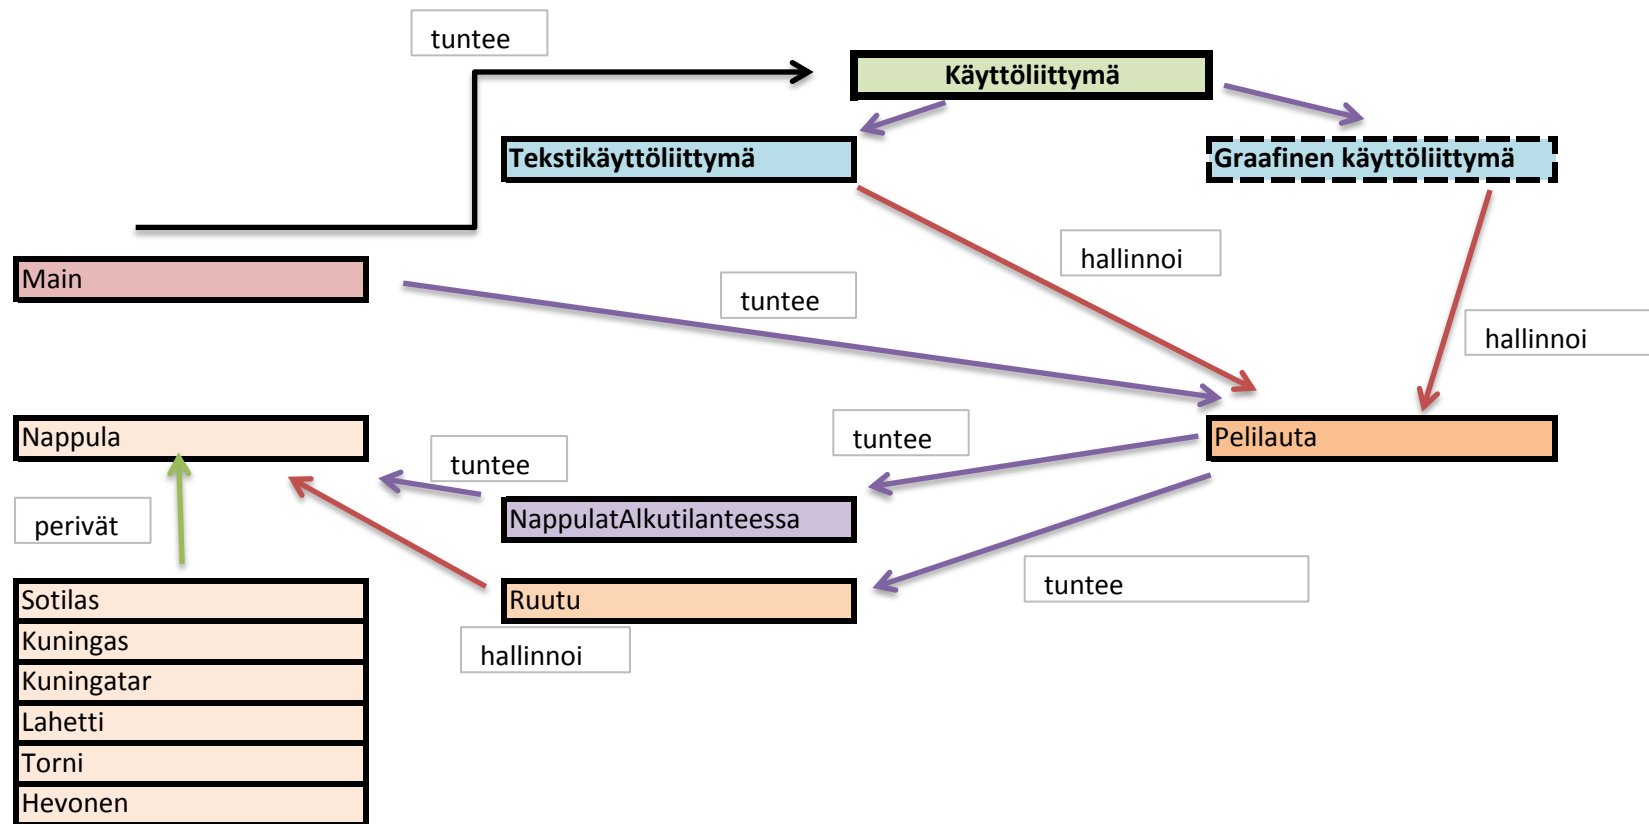 tuntee
Käyttöliittymä
Tekstikäyttöliittymä
Graafinen käyttöliittymä
hallinnoi
Main
tuntee
hallinnoi
Nappula
tuntee
Pelilauta
tuntee
perivät
NappulatAlkutilanteessa
tuntee
Sotilas
Ruutu
Kuningas
hallinnoi
Kuningatar
Lahetti
Torni
Hevonen